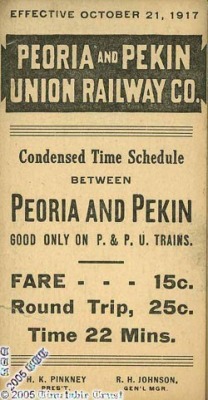 EFFECTIVE OCTOBER 21, 1917
PEORIA AND PEKIN
UNION RAILWAY CO.
Condensed Time Schedule
BETWEEN
PEORIA AND PEKIN
GOOD ONLY ON P. & P. U. TRAINS.
FARE - - - 15c.
Round Trip, 25c.
Time 22 Mins.
H. K. PINKNEY R. H. JOHNSON,
PRES'T. GEN'L MGR.
© 2005